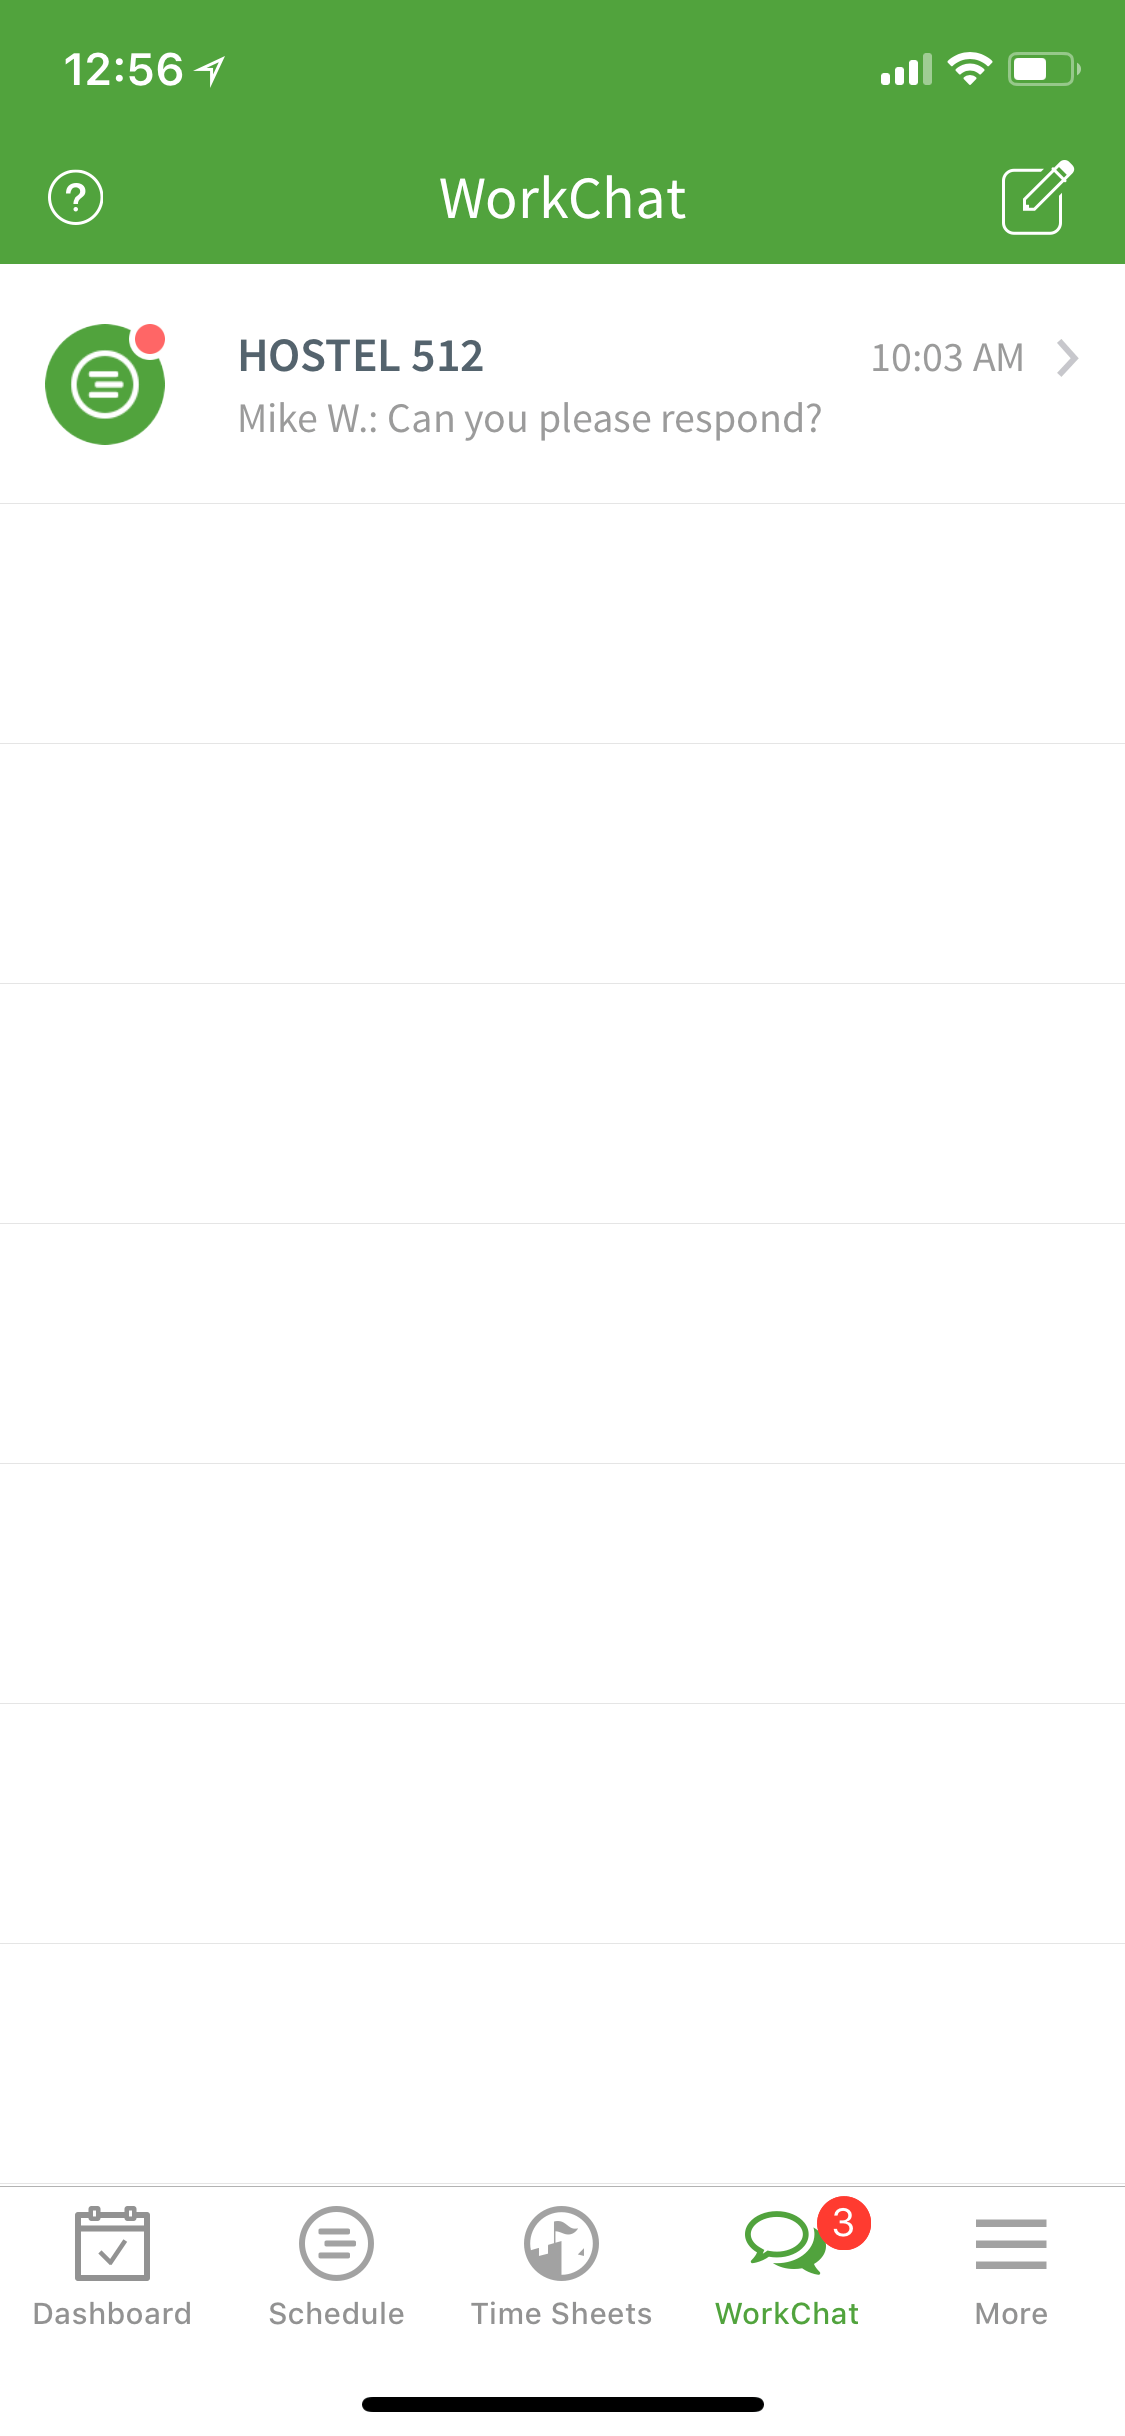 12:56
?
WorkChat
HOSTEL 512
10:03 AM
Mike W.: Can you please respond?
3
Dashboard
Schedule
Time Sheets
WorkChat
More